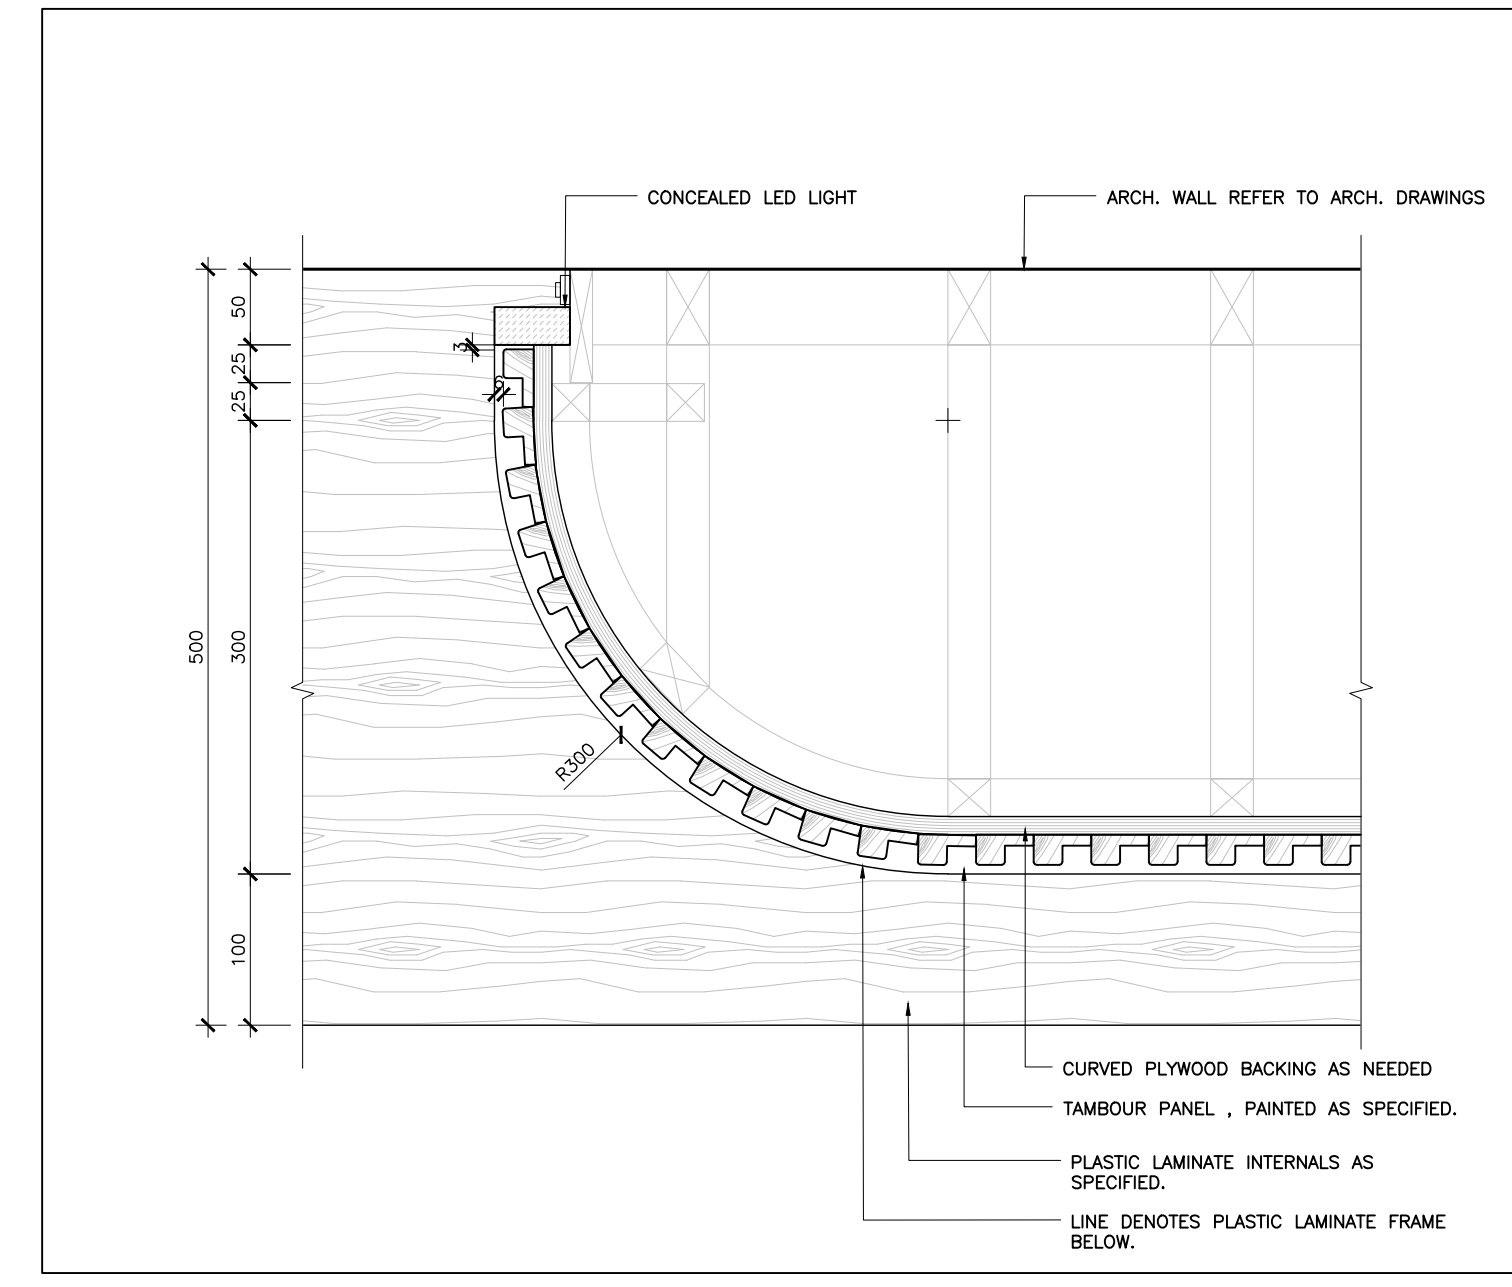 CONCEALED LED LIGHT
ARCH. WALL REFER TO ARCH. DRAWINGS
50
3
25
6
25
500
300
R300
100
CURVED PLYWOOD BACKING AS NEEDED
TAMBOUR PANEL , PAINTED AS SPECIFIED.
PLASTIC LAMINATE INTERNALS AS
SPECIFIED.
LINE DENOTES PLASTIC LAMINATE FRAME
BELOW.